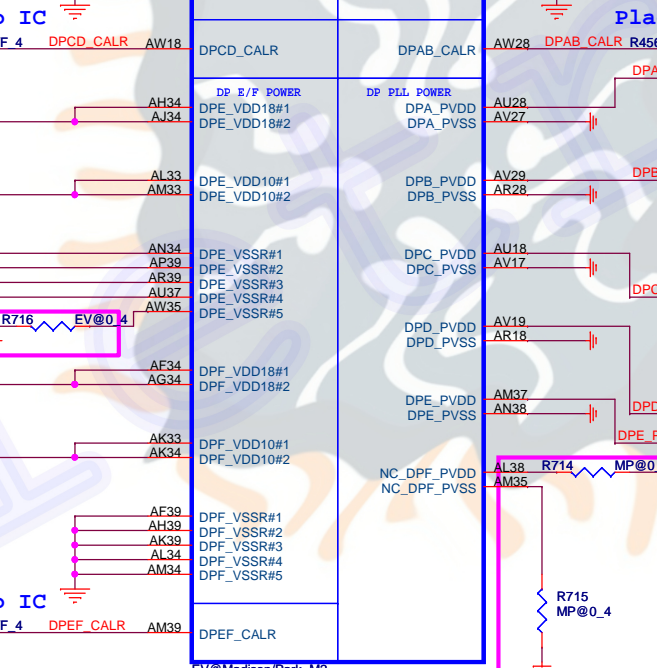 o IC
Pla
F_4 DPCD_CALR AW18 DPCD_CALR DPAB_CALR AW28 DPAB_CALR R456
DP E/F POWER DP PLL POWER
DPA
AH34 DPE_VDD18#1 DPA_PVDD AU28
AJ34 DPE_VDD18#2 DPA_PVSS AV27
DPB
AL33 DPE_VDD10#1 DPB_PVDD AV29
AM33 DPE_VDD10#2 DPB_PVSS AR28
AN34 DPE_VSSR#1 DPC_PVDD AU18
AP39 DPE_VSSR#2 DPC_PVSS AV17
AR39 DPE_VSSR#3
AU37 DPE_VSSR#4
DPC
AW35 DPE_VSSR#5
R716 EV@0_4
DPD_PVDD AV19
DPD_PVSS AR18
AF34 DPF_VDD18#1
AG34 DPF_VDD18#2
DPE_PVDD AM37
DPE_PVSS AN38
DPD
DPE_P
AK33 DPF_VDD10#1
AK34 DPF_VDD10#2
NC_DPF_PVDD AL38 R714 MP@0
NC_DPF_PVSS AM35
AF39 DPF_VSSR#1
AH39 DPF_VSSR#2
AK39 DPF_VSSR#3
AL34 DPF_VSSR#4
AM34 DPF_VSSR#5
R715
MP@0_4
o IC
F_4 DPEF_CALR AM39 DPEF_CALR